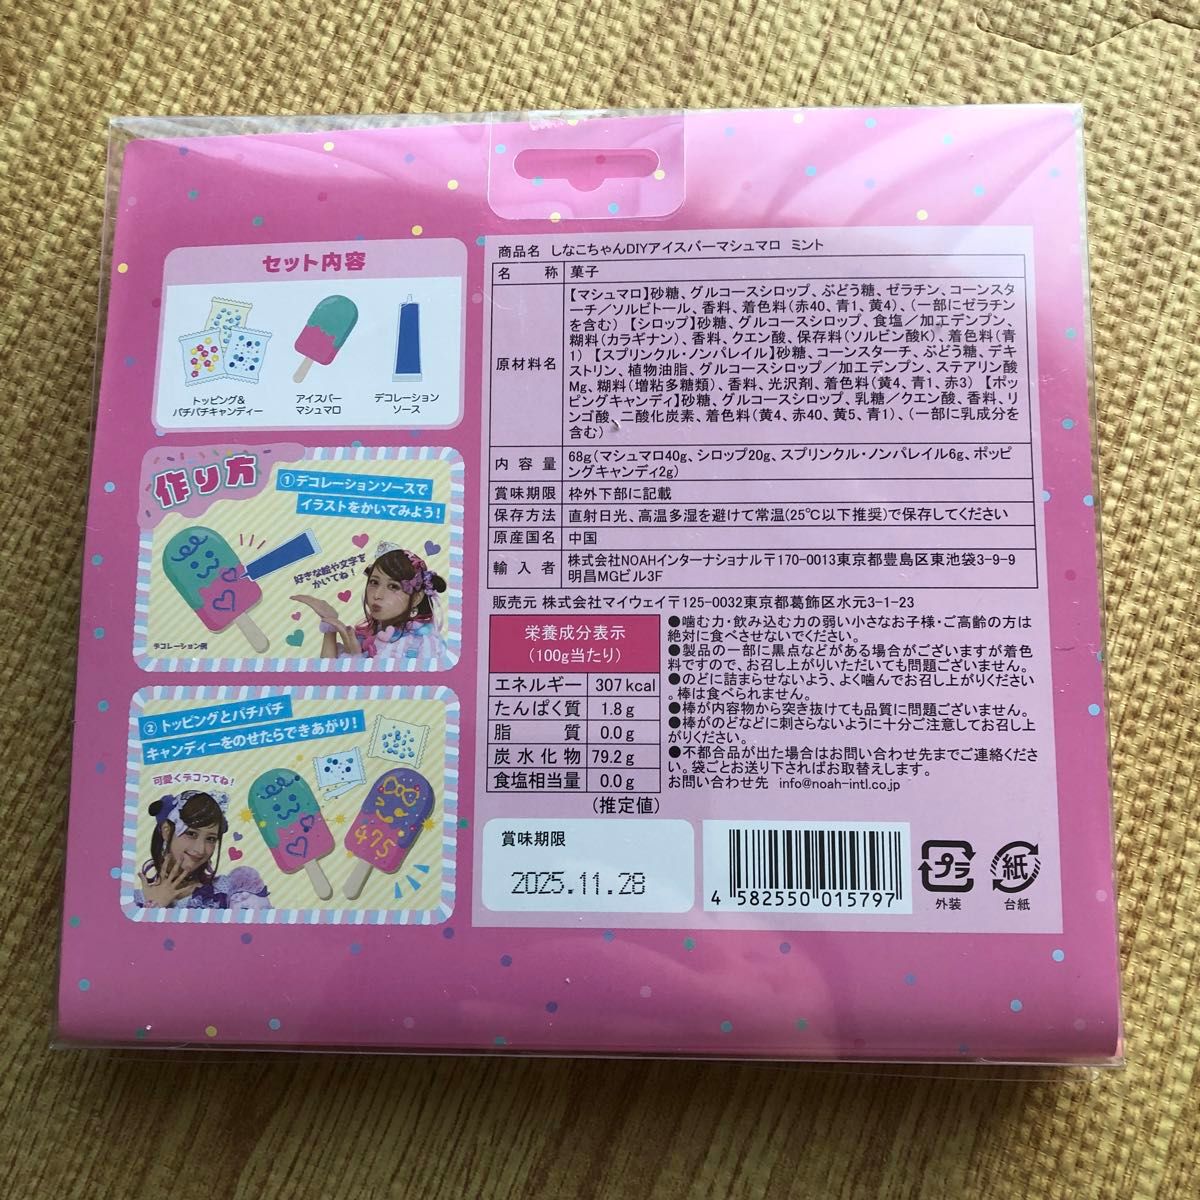 セット内容
トッピング&
パチパチキャンディー
アイスバー
マシュマロ
デコレーション
ソース
作り方
①デコレーションソースで
イラストをかいてみよう!
好きな絵や文字を
かいてね!
デコレーション例
②トッピングとパチパチ
キャンディーをのせたらできあがり!
可愛くデコってね!
475
商品名 しなこちゃんDIYアイスバーマシュマロ ミント
名称 菓子
原材料名
【マシュマロ】砂糖、グルコースシロップ、ぶどう糖、ゼラチン、コーンスタ
ーチ/ソルビトール、香料、着色料(赤40、青1、黄4)、(一部にゼラチン
を含む)【シロップ】砂糖、グルコースシロップ、食塩/加工デンプン、
糊料(カラギナン)、香料、クエン酸、保存料(ソルビン酸K)、着色料(青
1)【スプリンクル・ノンパレイル】砂糖、コーンスターチ、ぶどう糖、デキ
ストリン、植物油脂、グルコースシロップ/加工デンプン、ステアリン酸
Mg、糊料(増粘多糖類)、香料、光沢剤、着色料(黄4、青1、赤3)【ポッ
ピングキャンディ】砂糖、グルコースシロップ、乳糖/クエン酸、香料、リ
ンゴ酸、二酸化炭素、着色料(黄4、赤40、黄5、青1)、(一部に乳成分を
含む)
内容量 68g(マシュマロ40g、シロップ20g、スプリンクル・ノンパレイル6g、ポッピ
ングキャンディ2g)
賞味期限 枠外下部に記載
保存方法 直射日光、高温多湿を避けて常温(25℃以下推奨)で保存してください
原産国名 中国
輸入者 株式会社NOAHインターナショナル〒170-0013東京都豊島区東池袋3-9-9
明昌MGビル3F
販売元 株式会社マイウェイ〒125-0032東京都葛飾区水元3-1-23
栄養成分表示
(100g当たり)
エネルギー 307kcal
たんぱく質 1.8g
脂質 0.0g
炭水化物 79.2g
食塩相当量 0.0g
(推定値)
●噛む力・飲み込む力の弱い小さなお子様・ご高齢の方は
絶対に食べさせないでください。
●製品の一部に黒点などがある場合がございますが着色
料ですので、お召し上がりいただいても問題ございません。
●のどに詰まらせないよう、よく噛んでお召し上がりください
。棒は食べられません。
●棒が内容物から突き抜けても品質に問題ございません。
●棒がのどなどに刺さらないように十分ご注意してお召し上
がりください。
●不都合品が出た場合はお問い合わせ先までご連絡くださ
い。袋ごとお送り下さればお取替えします。
お問い合わせ先 info@noah-intl.co.jp
賞味期限
2025.11.28
4 582550 015797
プラ
外装
紙
台紙